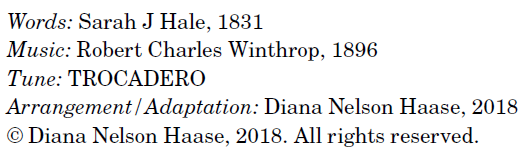 Words: Sarah J Hale, 1831
Music: Robert Charles Winthrop, 1896
Tune: TROCADERO
Arrangement/Adaptation: Diana Nelson Haase, 2018
© Diana Nelson Haase, 2018. All rights reserved.